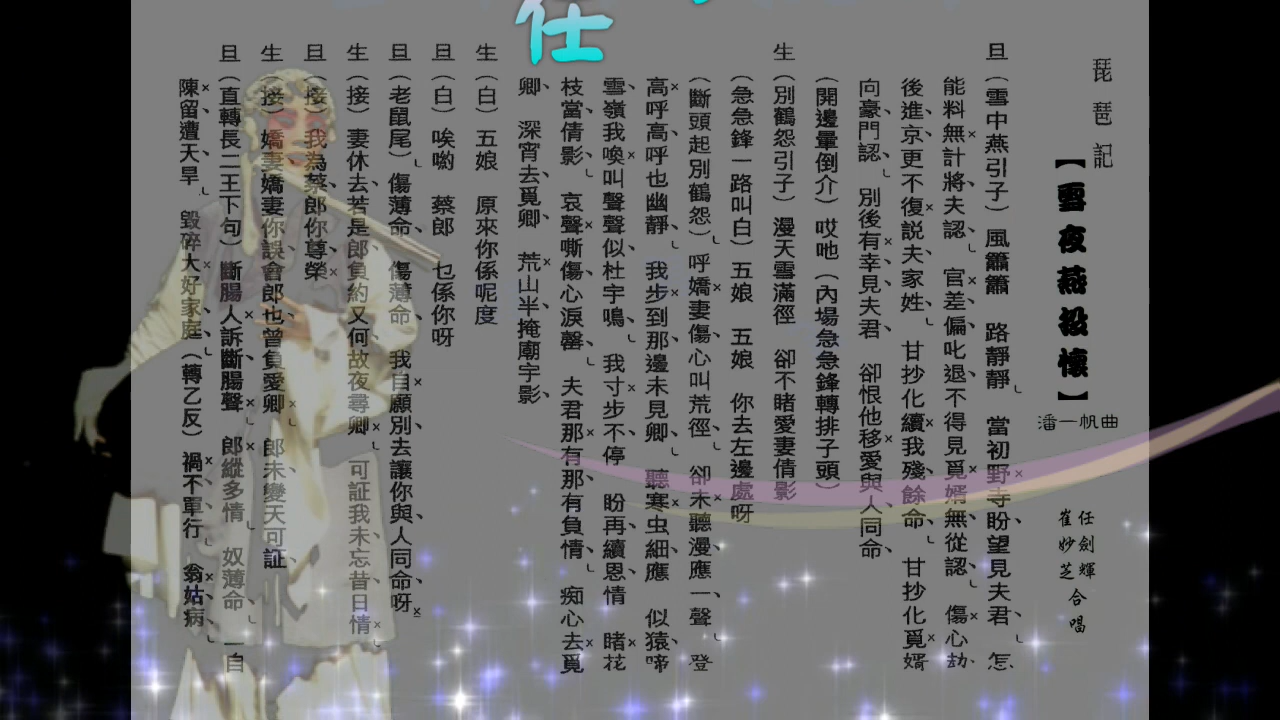 任
琵琶記
【雪夜燕投懷】
潘一帆曲
任劍輝合唱
崔妙芝
旦（雪中燕引子）風簫簫 路靜靜 當初野寺盼望見夫君 怎
能料無計將夫認 官差偏叱退不得見覓婿無從認 傷心劫
後進京更不復説夫家姓 甘抄化續我殘餘命 甘抄化覓婿
向豪門認 別後有幸見夫君 卻恨他移愛與人同命
（開邊暈倒介）哎吔（內場急急鋒轉排子頭）
生（別鶴怨引子）漫天雪滿徑 卻不睹愛妻倩影
（急急鋒一路叫白）五娘 五娘 你去左邊處呀
（斷頭起別鶴怨）呼嬌妻傷心叫荒徑 卻未聽漫應一聲 登
高呼高呼也幽靜 我步到那邊未見卿 聽寒虫細應 似猿啼
雪嶺我喚叫聲聲似杜宇鳴 我寸步不停 盼再續恩情 睹花
枝當倩影 哀聲嘶傷心淚罄 夫君那有那有負情 痴心去覓
卿 深宵去覓卿 荒山半掩廟宇影
生（白）五娘 原來你係呢度
旦（白）唉喲 蔡郎 乜係你呀
旦（老鼠尾）傷薄命 傷薄命 我自願別去讓你與人同命呀
生（接）妻休去若是郎負約又何故夜尋卿 可証我未忘昔日情
旦（接）我為蔡郎你尊榮
生（接）嬌妻嬌妻你誤會郎也曾負愛卿 郎未變天可証
旦（直轉長二王下句）斷腸人訴斷腸聲 郎縱多情 奴薄命 一自
陳留遭天旱 毀碎大好家庭（轉乙反）禍不單行 翁姑病